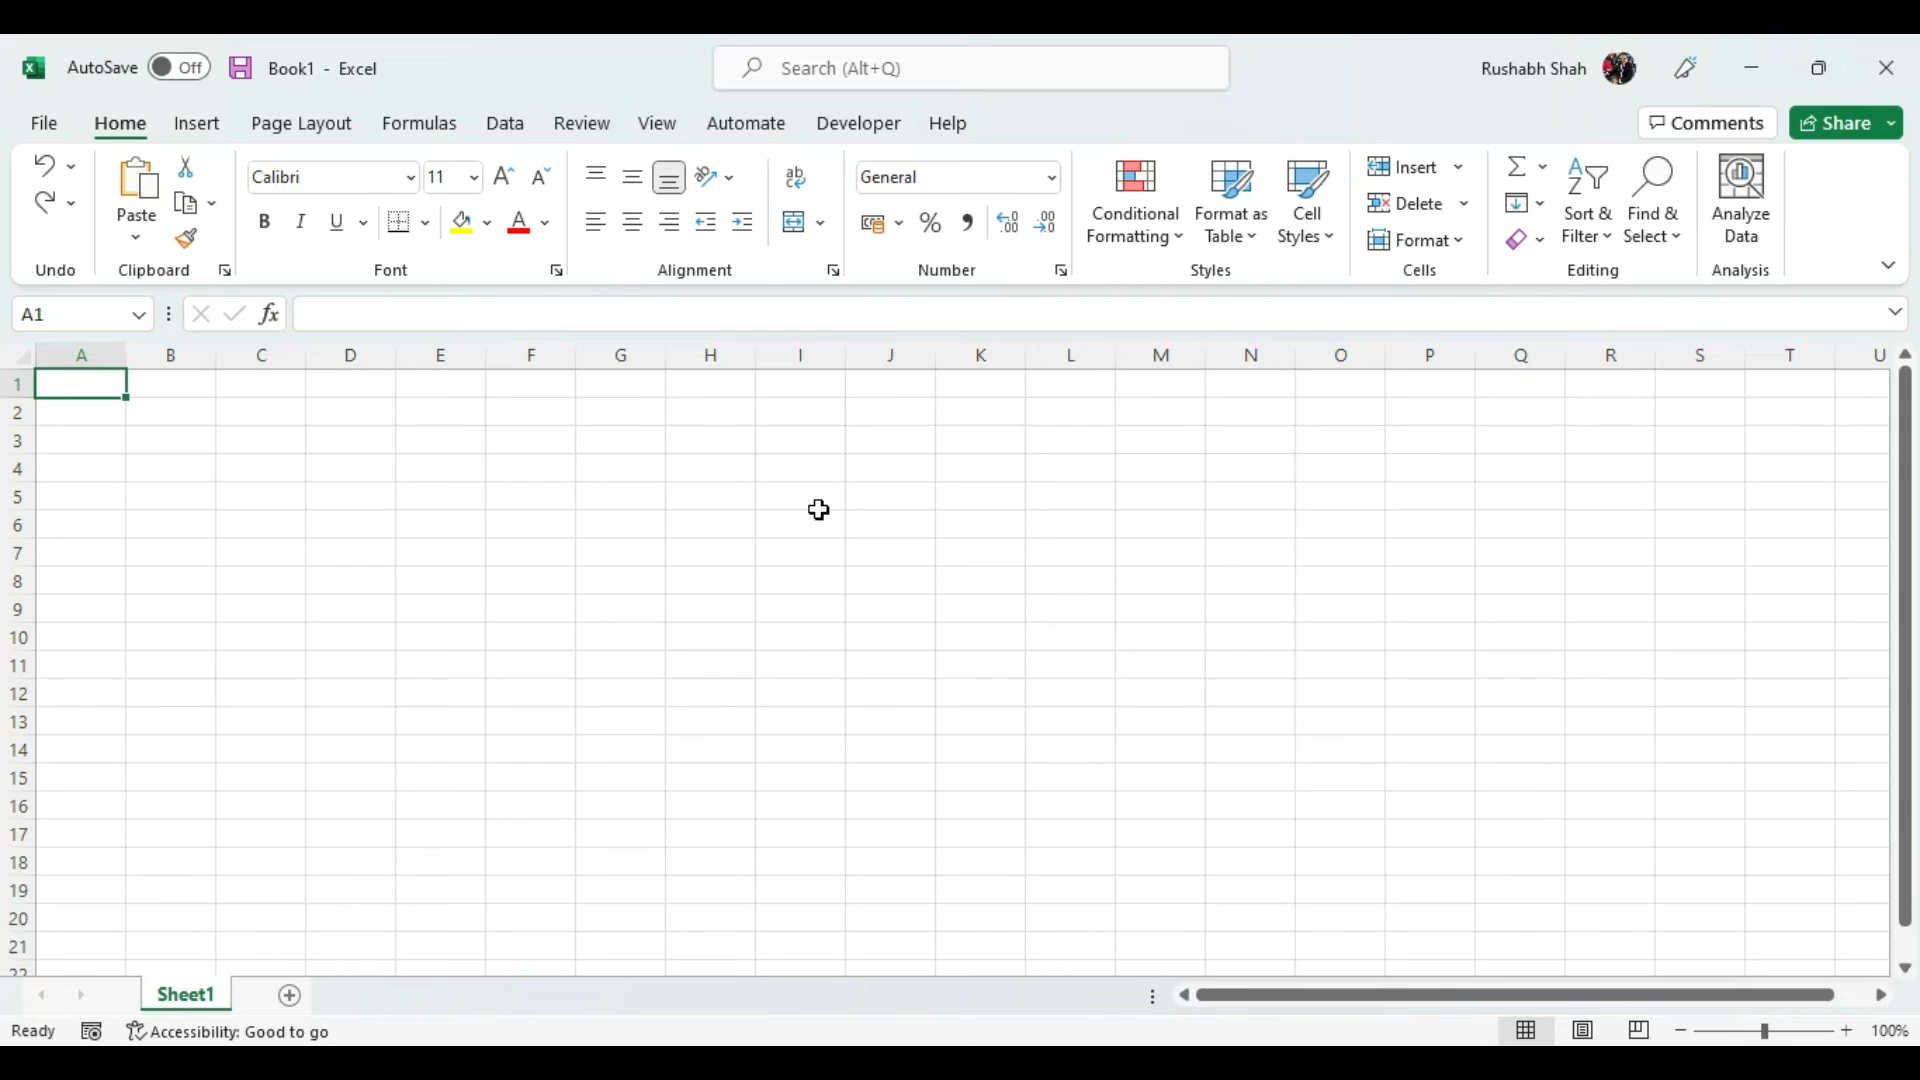 AutoSave Off Book1 - Excel Search (Alt+Q) Rushabh Shah
File Home Insert Page Layout Formulas Data Review View Automate Developer Help Comments Share
Paste
Calibri 11
B I U A
ab
General
% 9
Conditional
Formatting
Format as
Table
Cell
Styles
Insert
Delete
Format
Sort &
Filter
Find &
Select
Analyze
Data
Undo Clipboard Font Alignment Number Styles Cells Editing Analysis
A1 fx
A B C D E F G H I J K L M N O P Q R S T U
1
2
3
4
5
6
7
8
9
10
11
12
13
14
15
16
17
18
19
20
21
22
Sheet1
Ready Accessibility: Good to go 100%